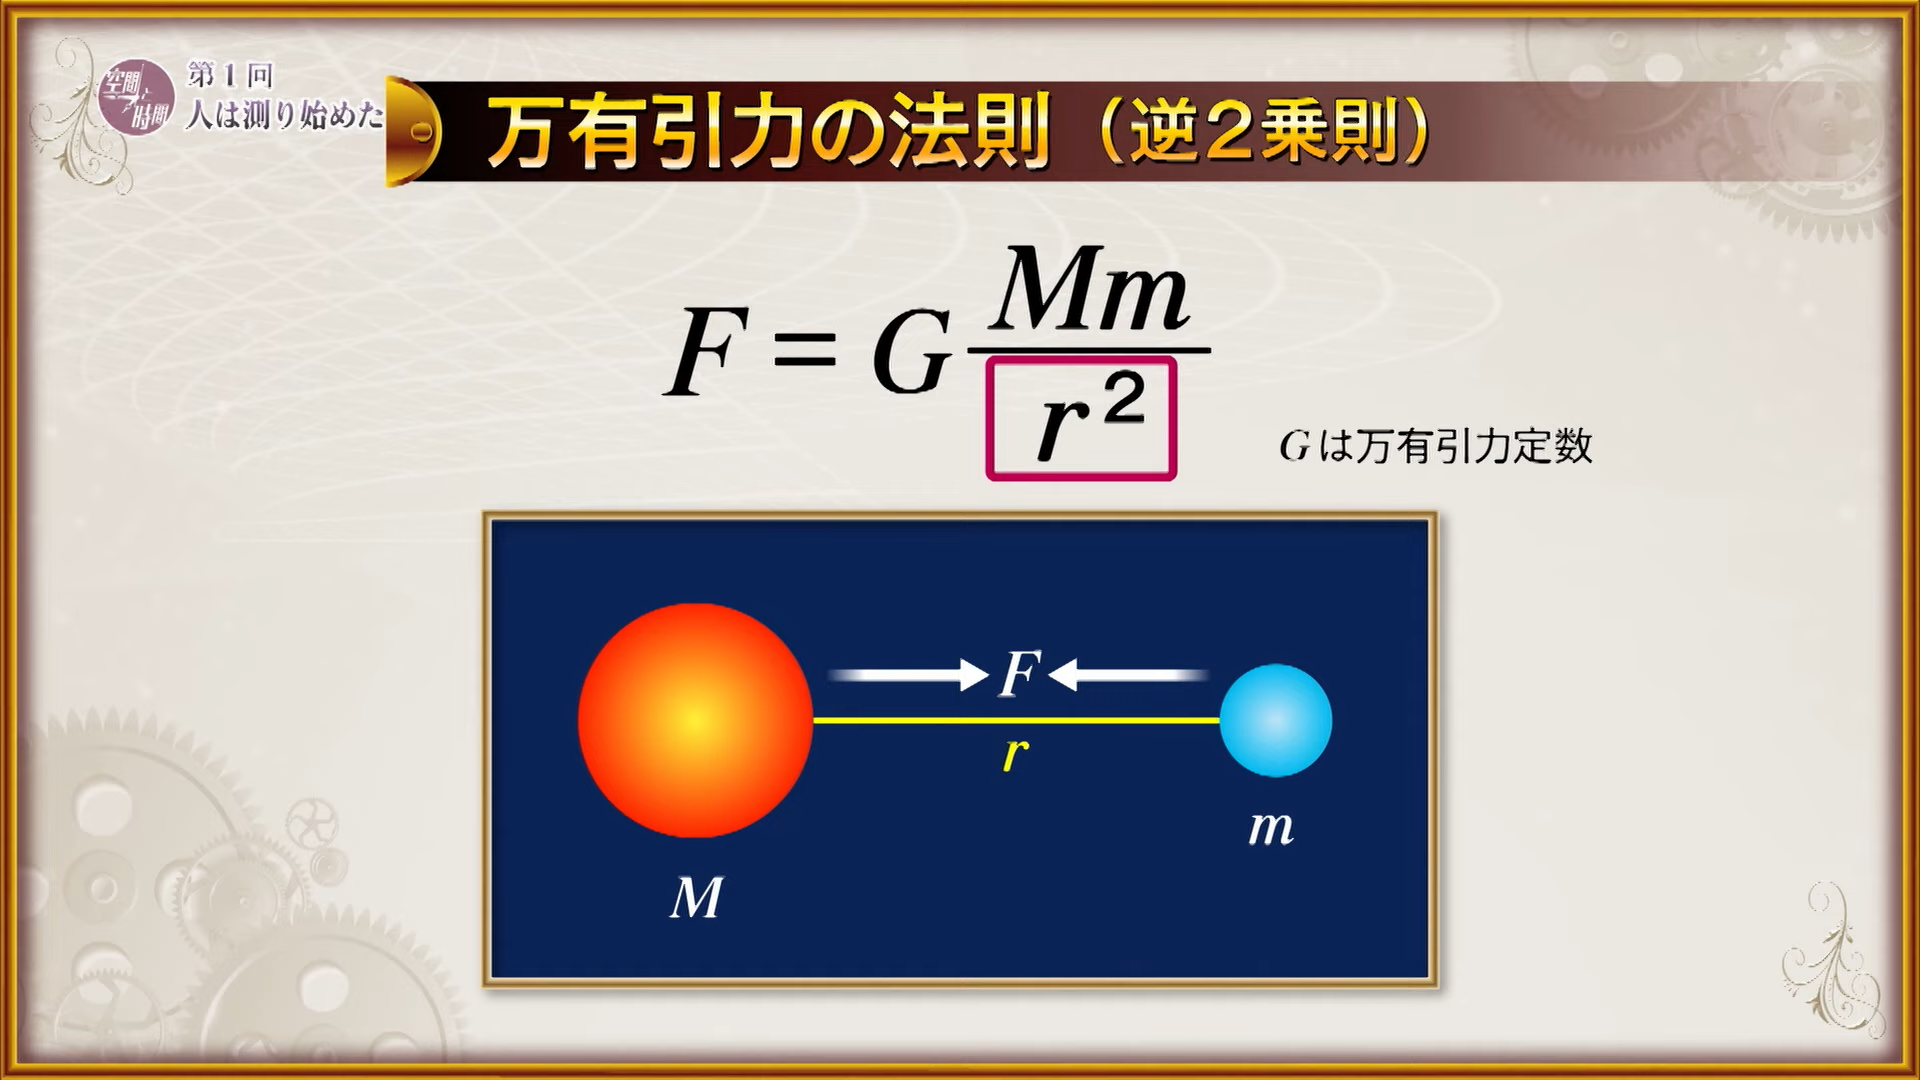 空間と時間
第1回
人は測り始めた
万有引力の法則（逆2乗則）
F = G Mm / r²
Gは万有引力定数
F
r
m
M